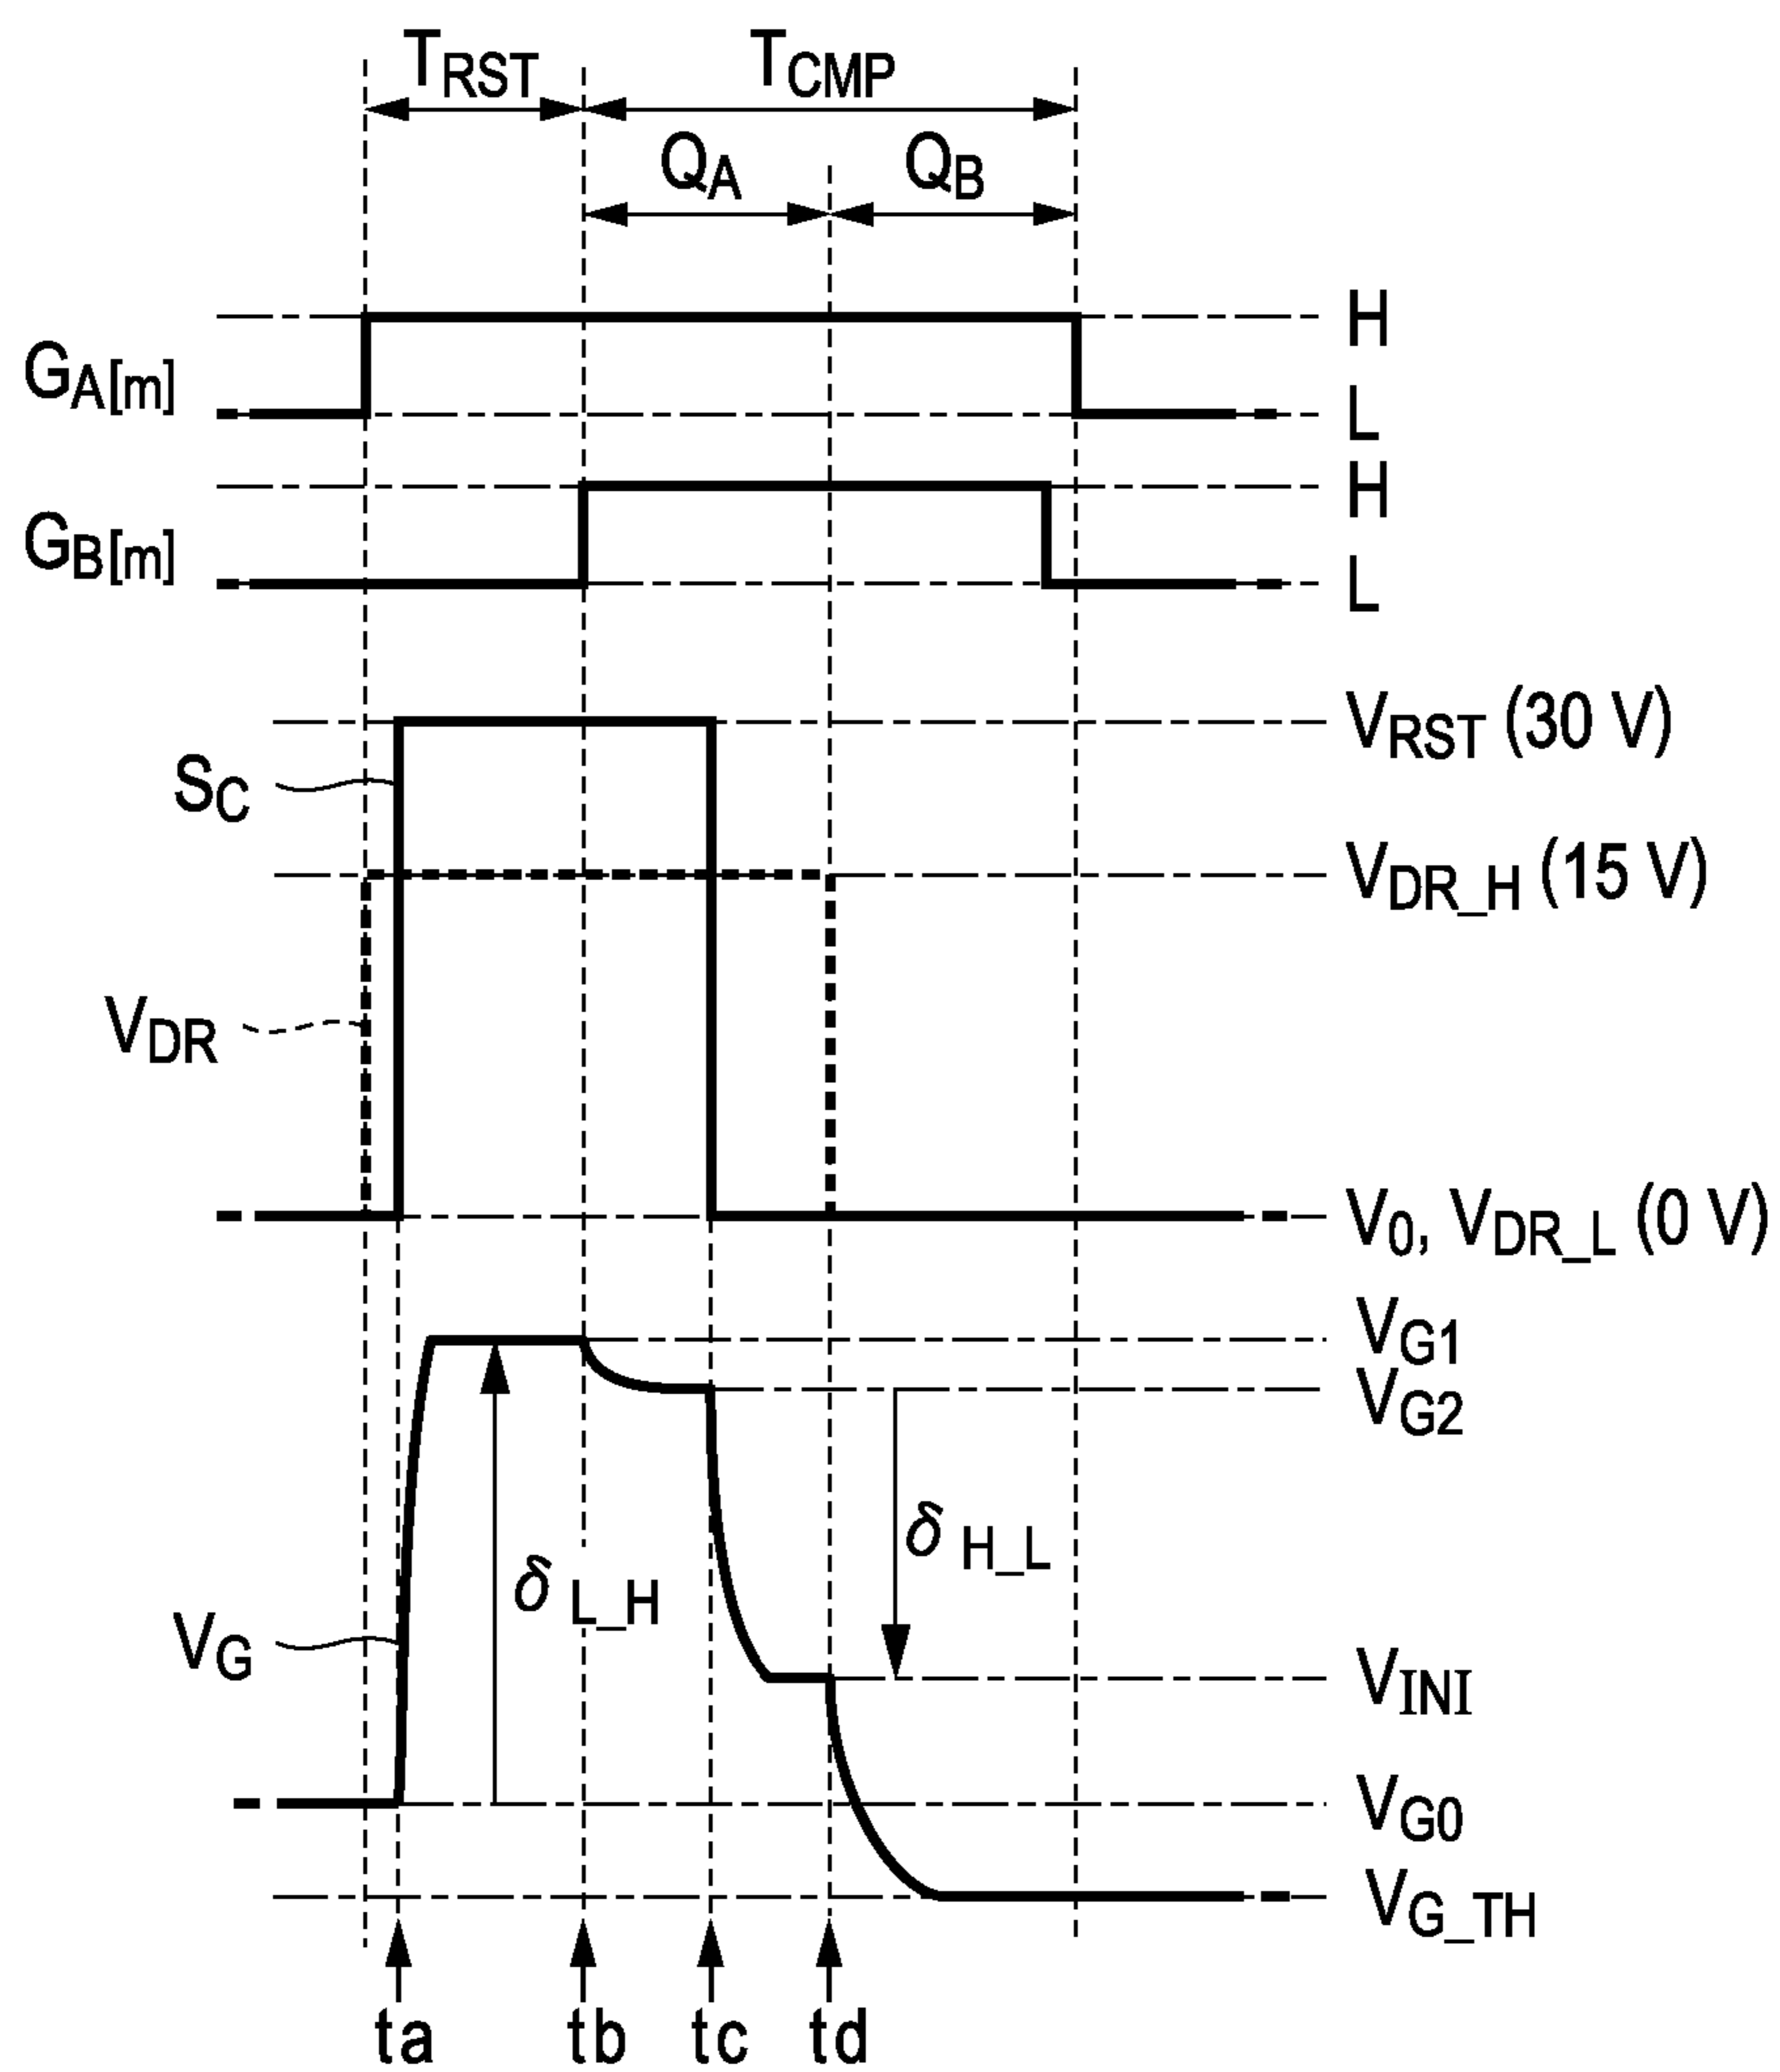 TRST TCMP
QA QB
H
GA[m]
L
H
GB[m]
L
VRST (30 V)
SC
VDR_H (15 V)
VDR
V0, VDR_L (0 V)
VG1
VG2
δ H_L
δ L_H
VG
VINI
VG0
VG_TH
ta tb tc td